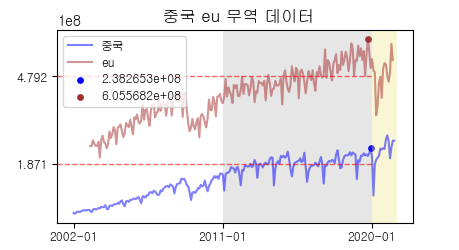 중국 eu 무역 데이터
1e8
중국
eu
2.382653e+08
6.055682e+08
4.792
1.871
2002-01
2011-01
2020-01